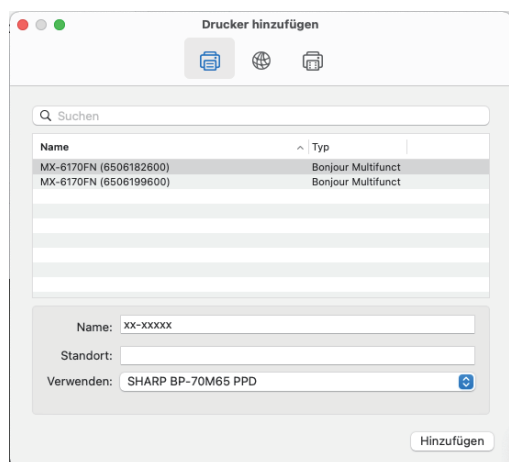 Drucker hinzufügen
Suchen
Name Typ
MX-6170FN (6506182600) Bonjour Multifunct
MX-6170FN (6506199600) Bonjour Multifunct
Name: xx-xxxxx
Standort:
Verwenden: SHARP BP-70M65 PPD
Hinzufügen